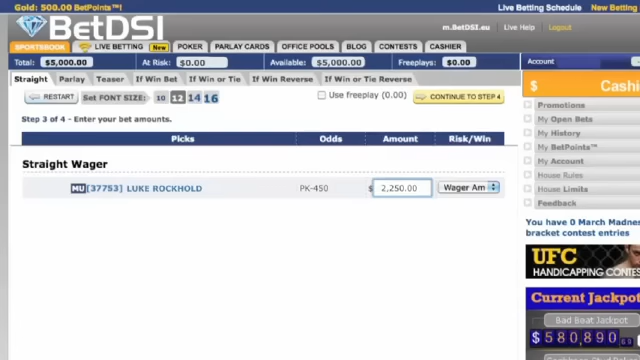 Gold: 500.00 BetPoints™!
Live Betting Schedule
New Betting
BetDSI
m.BetDSI.eu
Live Help
Logout
SPORTSBOOK LIVE BETTING New POKER PARLAY CARDS OFFICE POOLS BLOG CONTESTS CASHIER
Total: $5,000.00 At Risk: $0.00 Available: $5,000.00 Freeplays: $0.00
Account
Straight Parlay Teaser If Win Bet If Win or Tie If Win Reverse If Win or Tie Reverse
$ Cashi
RESTART Set FONT SIZE: 10 12 14 16 Use freeplay (0.00) CONTINUE TO STEP 4
Step 3 of 4 - Enter your bet amounts.
Picks Odds Amount Risk/Win
Straight Wager
MU [37753] LUKE ROCKHOLD PK-450 $ 2,250.00 Wager Am
Promotions
My Open Bets
My History
My BetPoints™
My Account
House Rules
House Limits
Feedback
You have 0 March Madnes
bracket contest entries
UFC
HANDICAPPING CONTES
Current Jackpot
Bad Beat Jackpot
$580,890